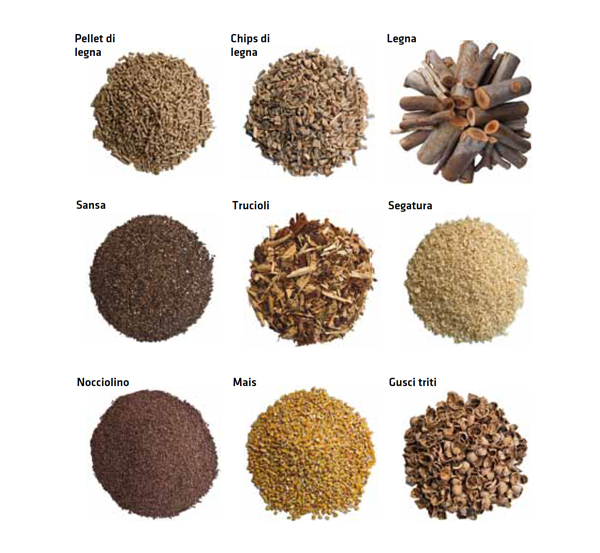 Pellet di
legna
Chips di
legna
Legna
Sansa
Trucioli
Segatura
Nocciolino
Mais
Gusci triti